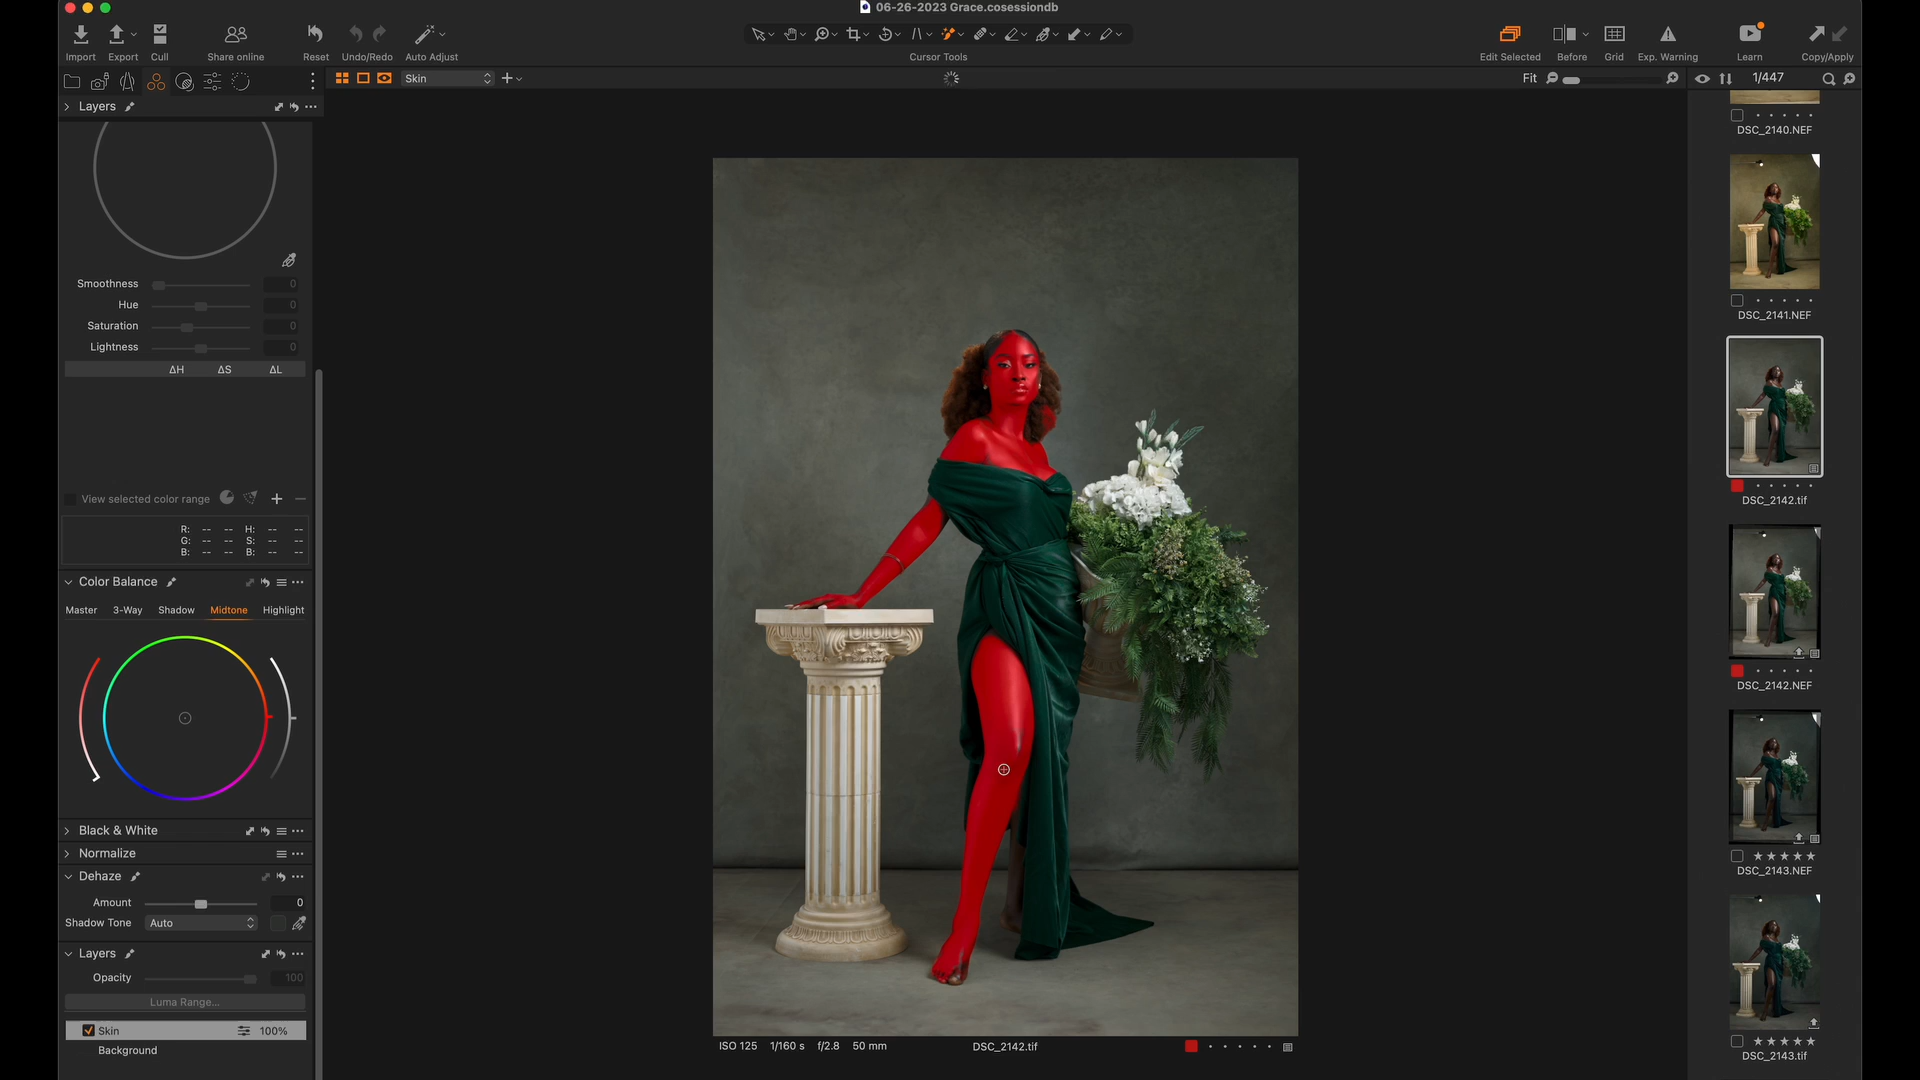 06-26-2023 Grace.cosessiondb
Import
Export
Cull
Share online
Reset
Undo/Redo
Auto Adjust
Cursor Tools
Edit Selected
Before
Grid
Exp. Warning
Learn
Copy/Apply
Skin
Fit
1/447
Layers
Smoothness 0
Hue 0
Saturation 0
Lightness 0
ΔH ΔS ΔL
View selected color range
R: -- -- H: -- --
G: -- -- S: -- --
B: -- -- B: -- --
Color Balance
Master 3-Way Shadow Midtone Highlight
Black & White
Normalize
Dehaze
Amount 0
Shadow Tone Auto
Layers
Opacity 100
Luma Range...
Skin 100%
Background
ISO 125 1/160 s f/2.8 50 mm
DSC_2142.tif
DSC_2140.NEF
DSC_2141.NEF
DSC_2142.tif
DSC_2142.NEF
DSC_2143.NEF
DSC_2143.tif